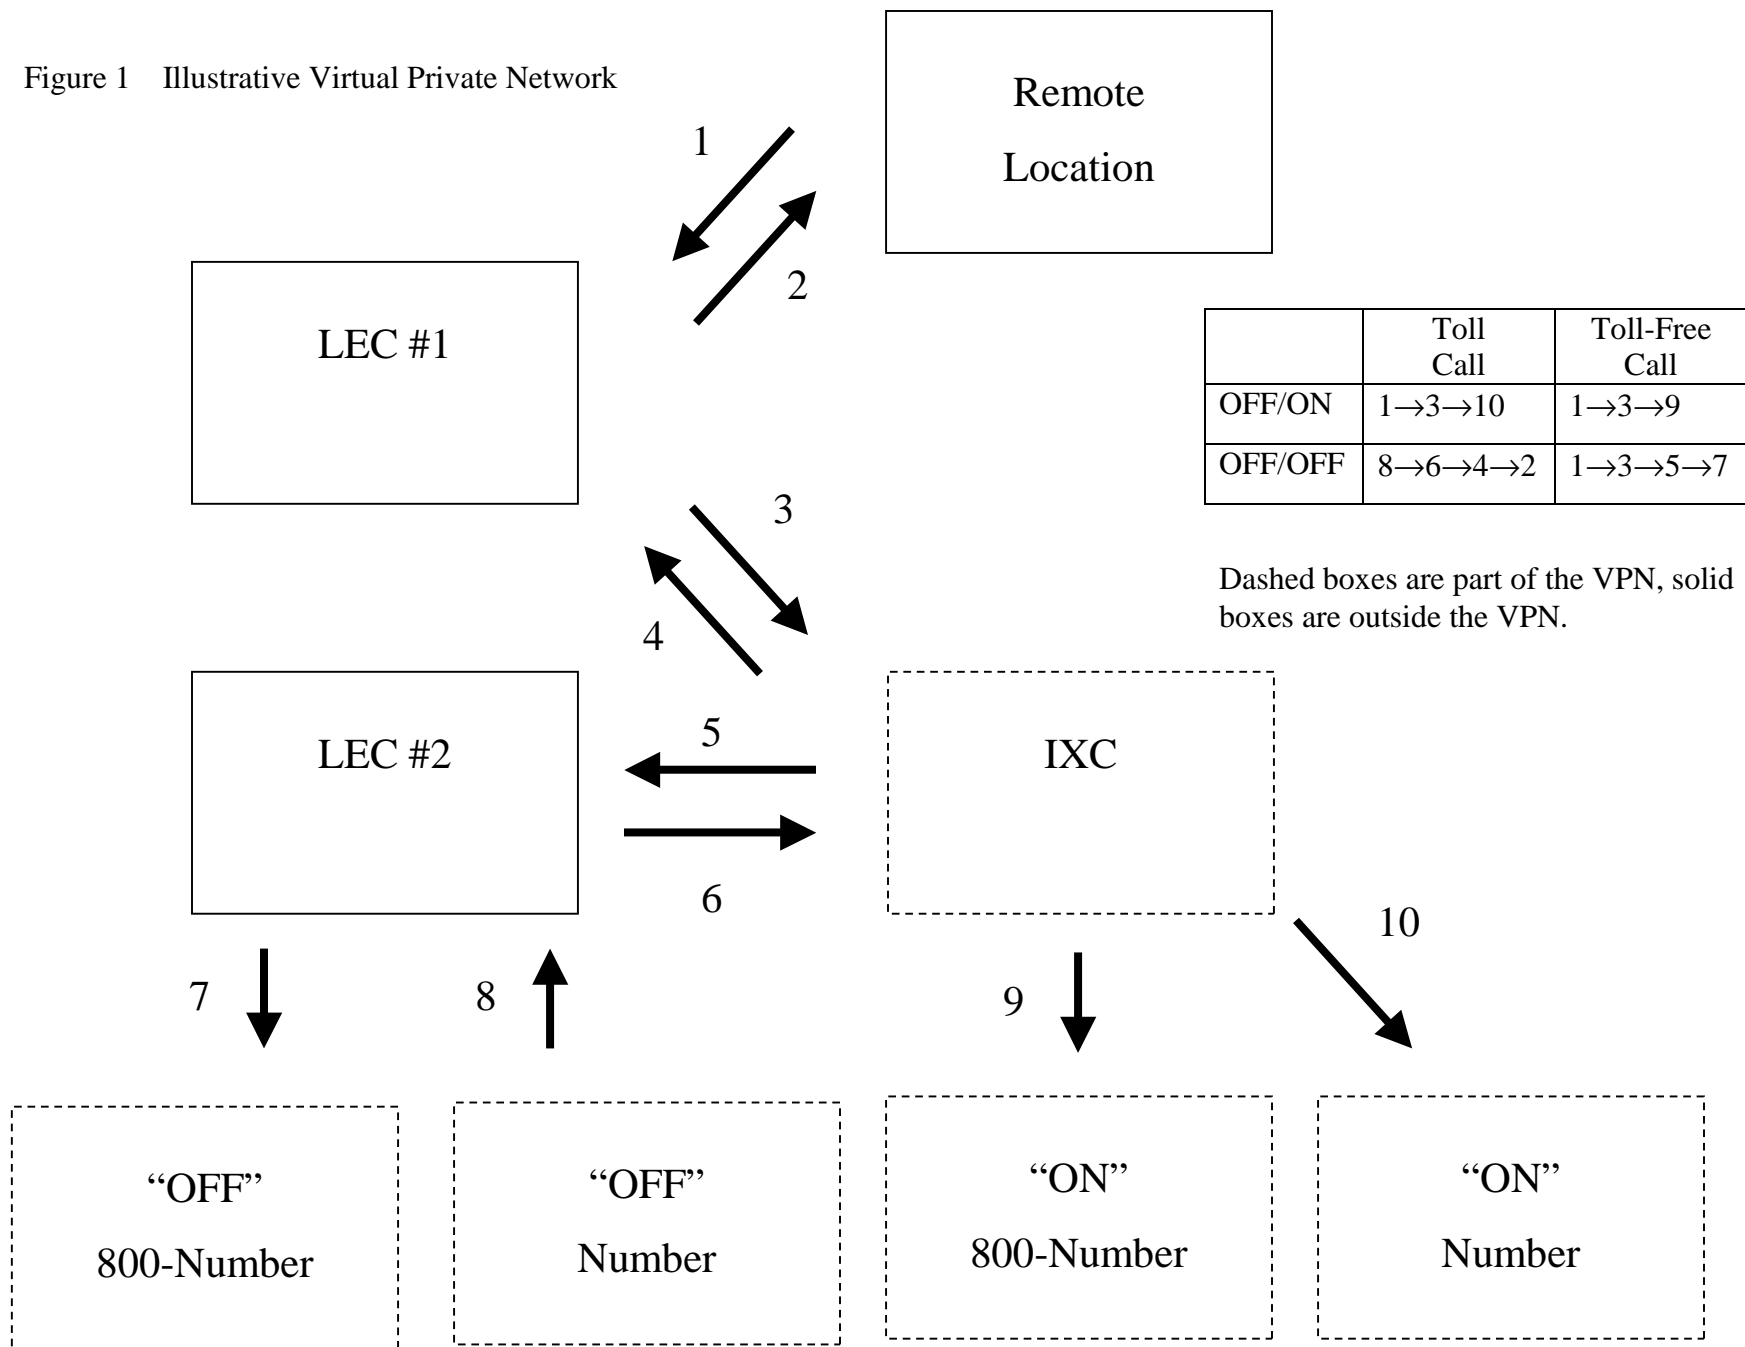 Figure 1 Illustrative Virtual Private Network
Remote
Location
1
2
LEC #1
Toll
Call
Toll-Free
Call
OFF/ON 1→3→10 1→3→9
OFF/OFF 8→6→4→2 1→3→5→7
3
4
Dashed boxes are part of the VPN, solid
boxes are outside the VPN.
LEC #2
5
6
IXC
7
8
9
10
“OFF”
800-Number
“OFF”
Number
“ON”
800-Number
“ON”
Number